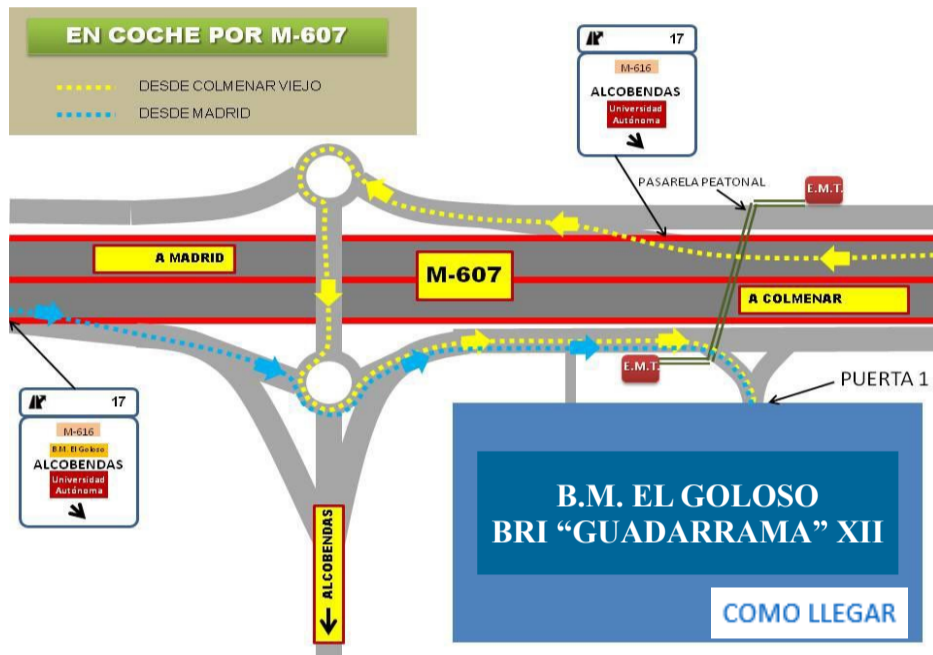 EN COCHE POR M-607
DESDE COLMENAR VIEJO
DESDE MADRID
17
M-616
ALCOBENDAS
Universidad
Autónoma
PASARELA PEATONAL
E.M.T.
A MADRID
M-607
A COLMENAR
E.M.T.
PUERTA 1
17
M-616
B.M. El Goloso
ALCOBENDAS
Universidad
Autónoma
ALCOBENDAS
B.M. EL GOLOSO
BRI “GUADARRAMA” XII
COMO LLEGAR